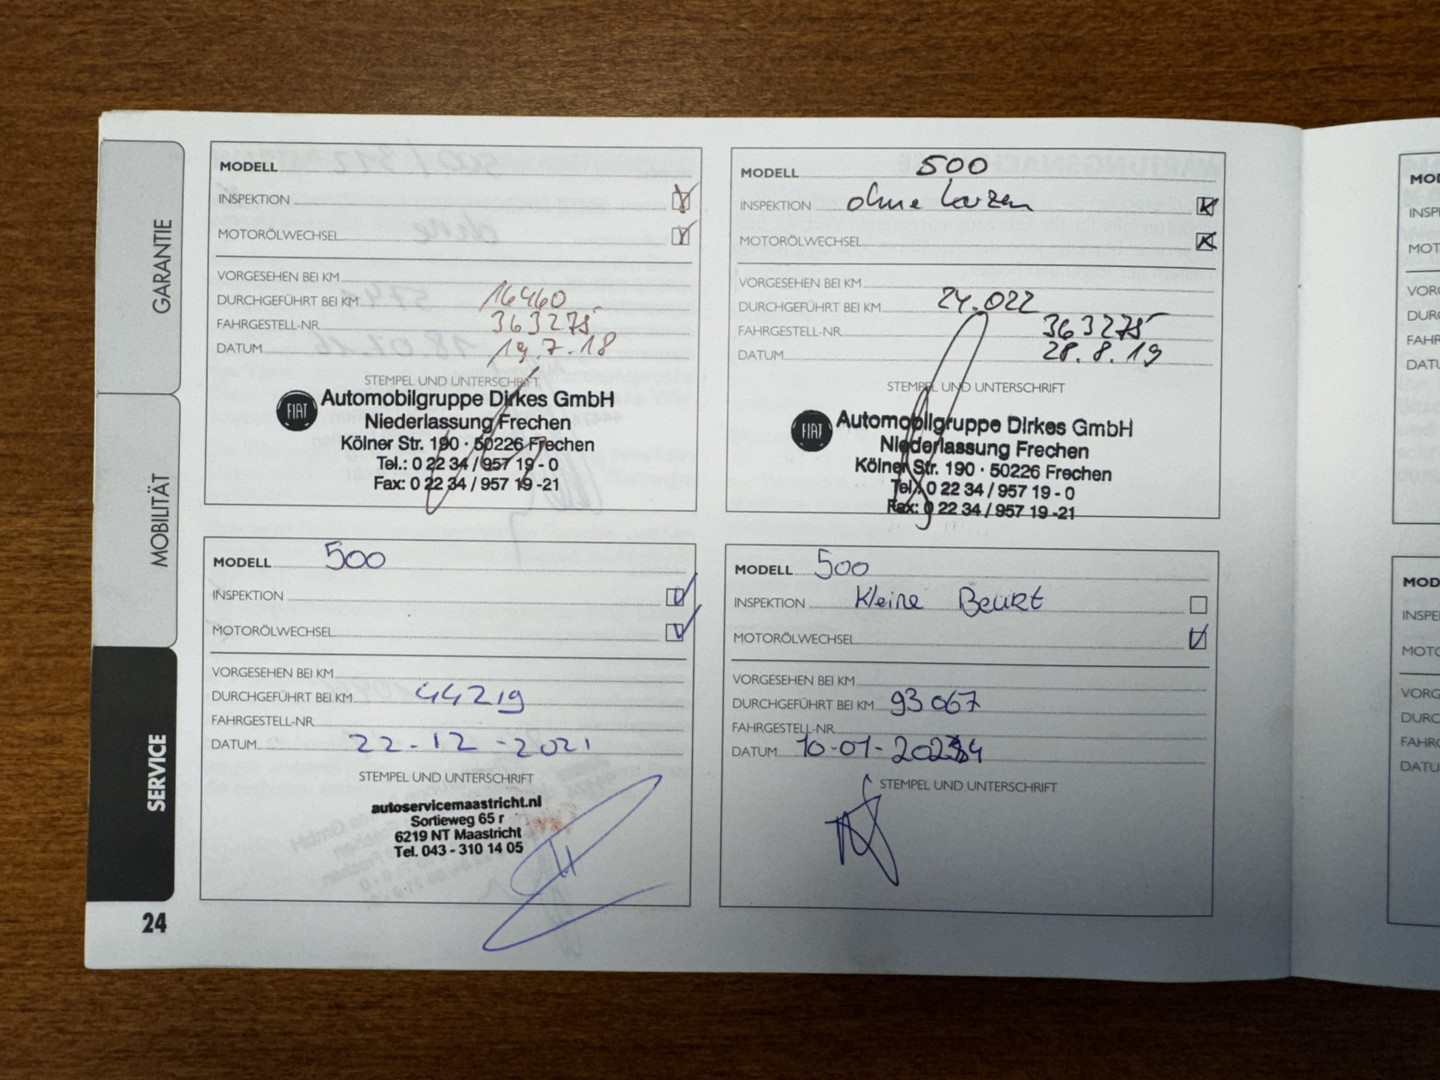 GARANTIE
MOBILITÄT
SERVICE
24
MODELL
INSPEKTION
MOTORÖLWECHSEL
VORGESEHEN BEI KM
DURCHGEFÜHRT BEI KM 16460
FAHRGESTELL-NR. 363275
DATUM 19.7.18
STEMPEL UND UNTERSCHRIFT
FIAT
Automobilgruppe Dirkes GmbH
Niederlassung Frechen
Kölner Str. 190 · 50226 Frechen
Tel.: 0 22 34 / 957 19 - 0
Fax: 0 22 34 / 957 19 -21
MODELL 500
INSPEKTION ohne
MOTORÖLWECHSEL
VORGESEHEN BEI KM
DURCHGEFÜHRT BEI KM 24.022
FAHRGESTELL-NR. 363275
DATUM 28.8.19
STEMPEL UND UNTERSCHRIFT
FIAT
Automobilgruppe Dirkes GmbH
Niederlassung Frechen
Kölner Str. 190 · 50226 Frechen
Tel.: 0 22 34 / 957 19 - 0
Fax: 0 22 34 / 957 19 -21
MODELL 500
INSPEKTION
MOTORÖLWECHSEL
VORGESEHEN BEI KM
DURCHGEFÜHRT BEI KM 44219
FAHRGESTELL-NR.
DATUM 22-12-2021
STEMPEL UND UNTERSCHRIFT
autoservicemaastricht.nl
Sortieweg 65 r
6219 NT Maastricht
Tel. 043 - 310 14 05
MODELL 500
INSPEKTION Kleine Beurt
MOTORÖLWECHSEL
VORGESEHEN BEI KM
DURCHGEFÜHRT BEI KM 93067
FAHRGESTELL-NR.
DATUM 10-01-2024
STEMPEL UND UNTERSCHRIFT